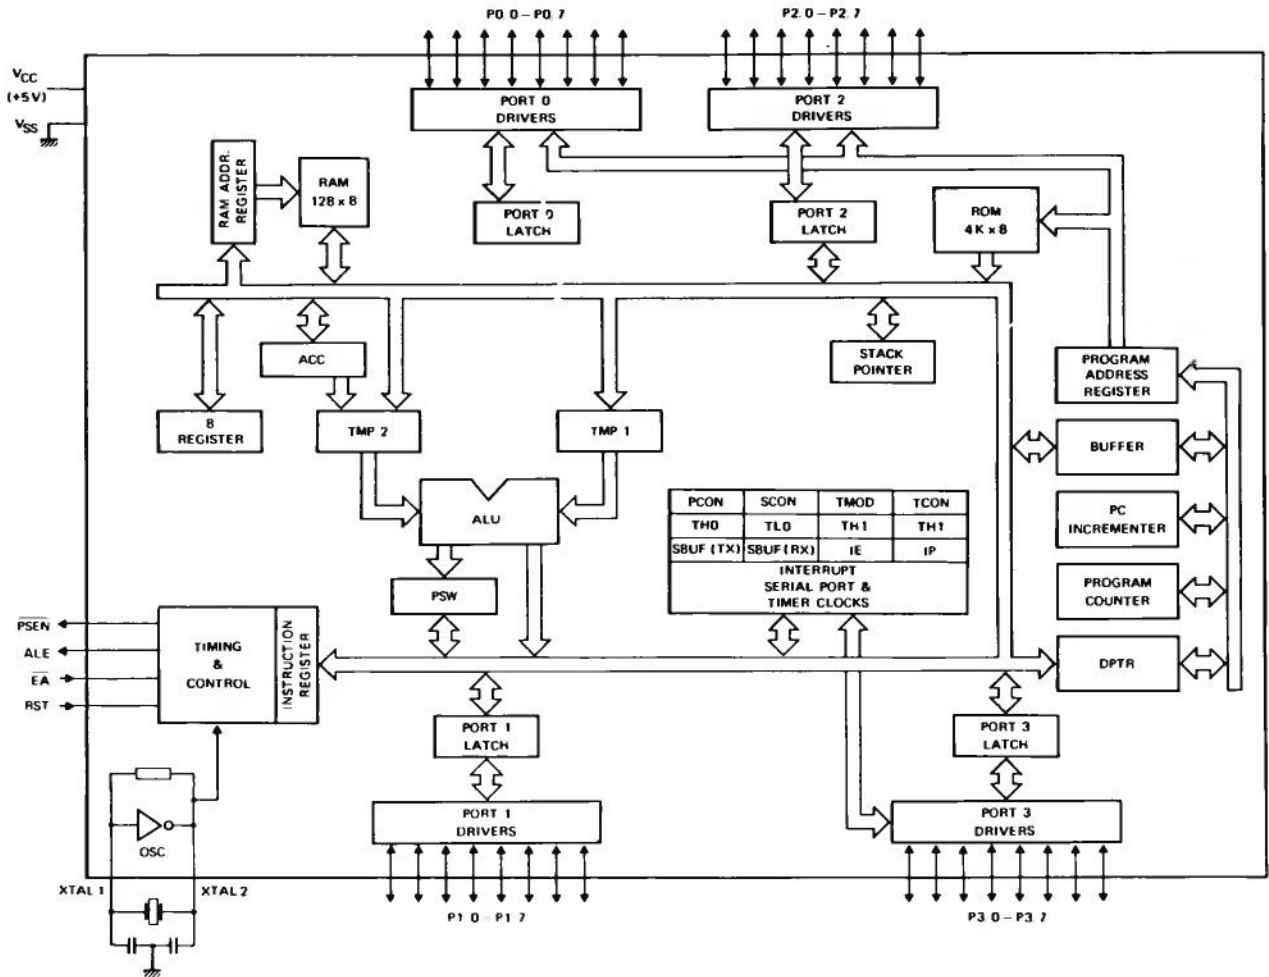 P0.0-P0.7
P2.0-P2.7
VCC
(+5V)
VSS
PORT 0
DRIVERS
PORT 2
DRIVERS
RAM ADDR.
REGISTER
RAM
128 x 8
PORT 0
LATCH
PORT 2
LATCH
ROM
4K x 8
ACC
STACK
POINTER
PROGRAM
ADDRESS
REGISTER
B
REGISTER
TMP 2
TMP 1
BUFFER
ALU
PCON SCON TMOD TCON
TH0 TL0 TH1 TH1
SBUF (TX) SBUF (RX) IE IP
INTERRUPT
SERIAL PORT &
TIMER CLOCKS
PC
INCREMENTER
PSW
PROGRAM
COUNTER
PSEN
ALE
EA
RST
TIMING
&
CONTROL
INSTRUCTION
REGISTER
DPTR
PORT 1
LATCH
PORT 3
LATCH
PORT 1
DRIVERS
PORT 3
DRIVERS
OSC
XTAL 1
XTAL 2
P1.0-P1.7
P3.0-P3.7